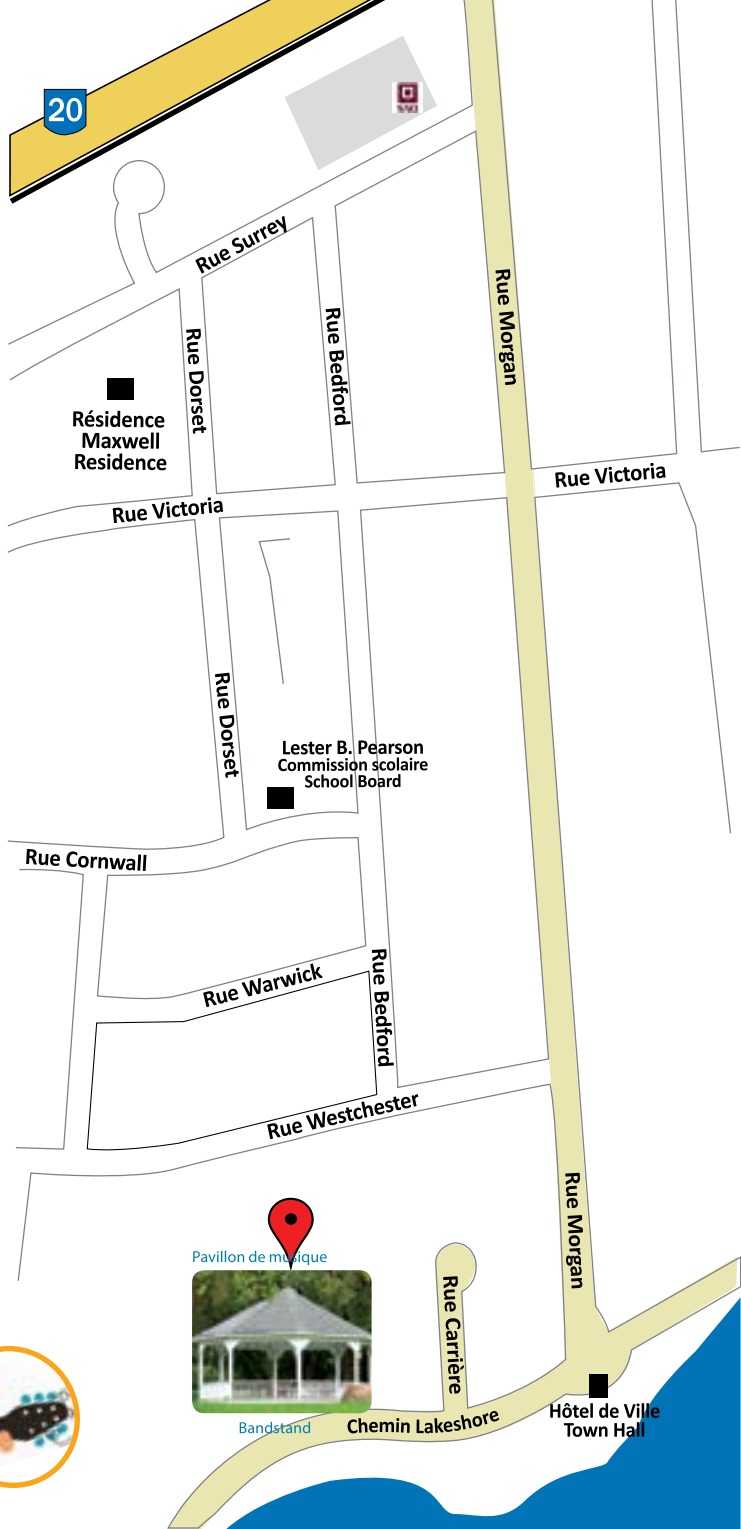 20
SAQ
Rue Surrey
Rue Morgan
Rue Dorset
Rue Bedford
Résidence
Maxwell
Residence
Rue Victoria
Rue Victoria
Rue Dorset
Lester B. Pearson
Commission scolaire
School Board
Rue Cornwall
Rue Warwick
Rue Bedford
Rue Westchester
Rue Morgan
Pavillon de musique
Rue Carrière
Bandstand
Chemin Lakeshore
Hôtel de Ville
Town Hall